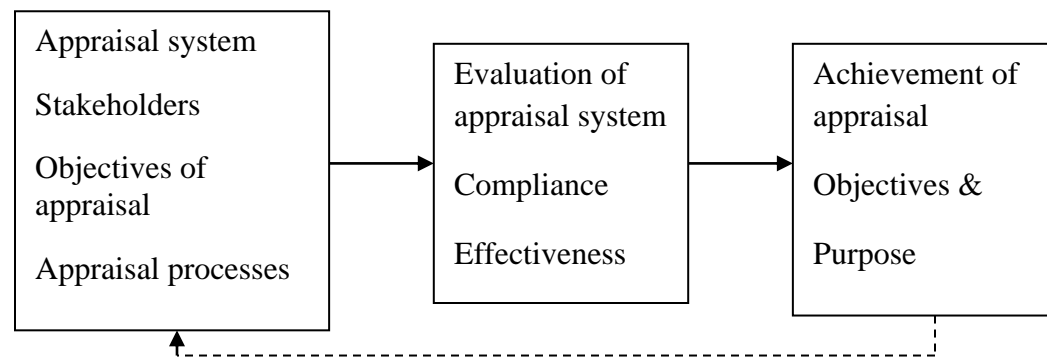 Appraisal system
Stakeholders
Objectives of
appraisal
Appraisal processes
Evaluation of
appraisal system
Compliance
Effectiveness
Achievement of
appraisal
Objectives &
Purpose